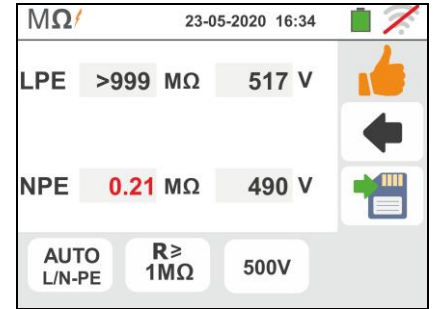 MΩ 23-05-2020 16:34
LPE >999 MΩ 517 V
NPE 0.21 MΩ 490 V
AUTO R≥ 500V
L/N-PE 1MΩ